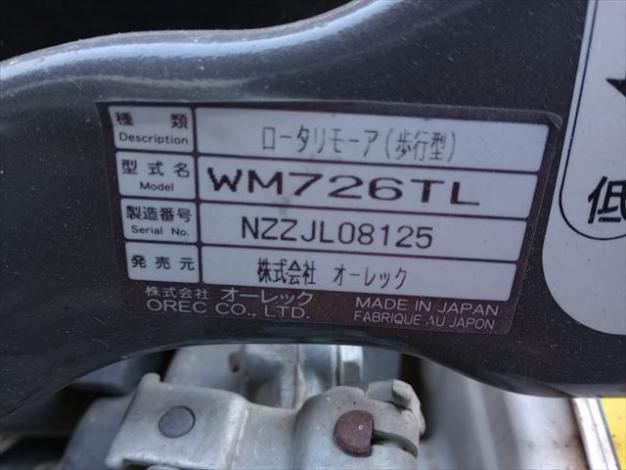 種類 ロータリモーア(歩行型)
Description
型式名 WM726TL
Model
製造番号 NZZJL08125
Serial No.
発売元 株式会社 オーレック
株式会社 オーレック MADE IN JAPAN
OREC CO., LTD. FABRIQUE AU JAPON
低